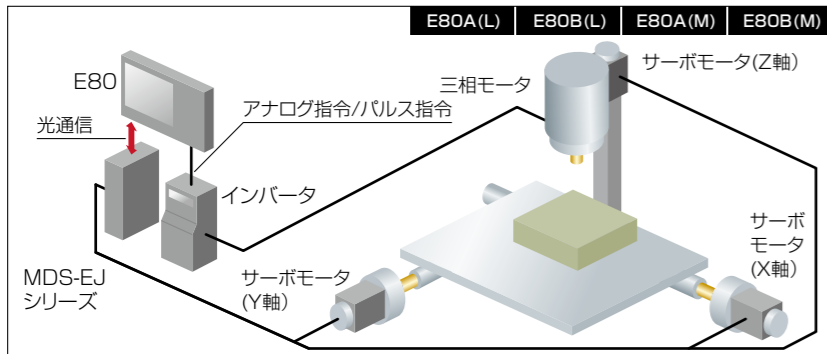 E80A(L) E80B(L) E80A(M) E80B(M)
サーボモータ(Z軸)
三相モータ
E80
アナログ指令/パルス指令
光通信
インバータ
サーボ
モータ
(X軸)
サーボモータ
(Y軸)
MDS-EJ
シリーズ